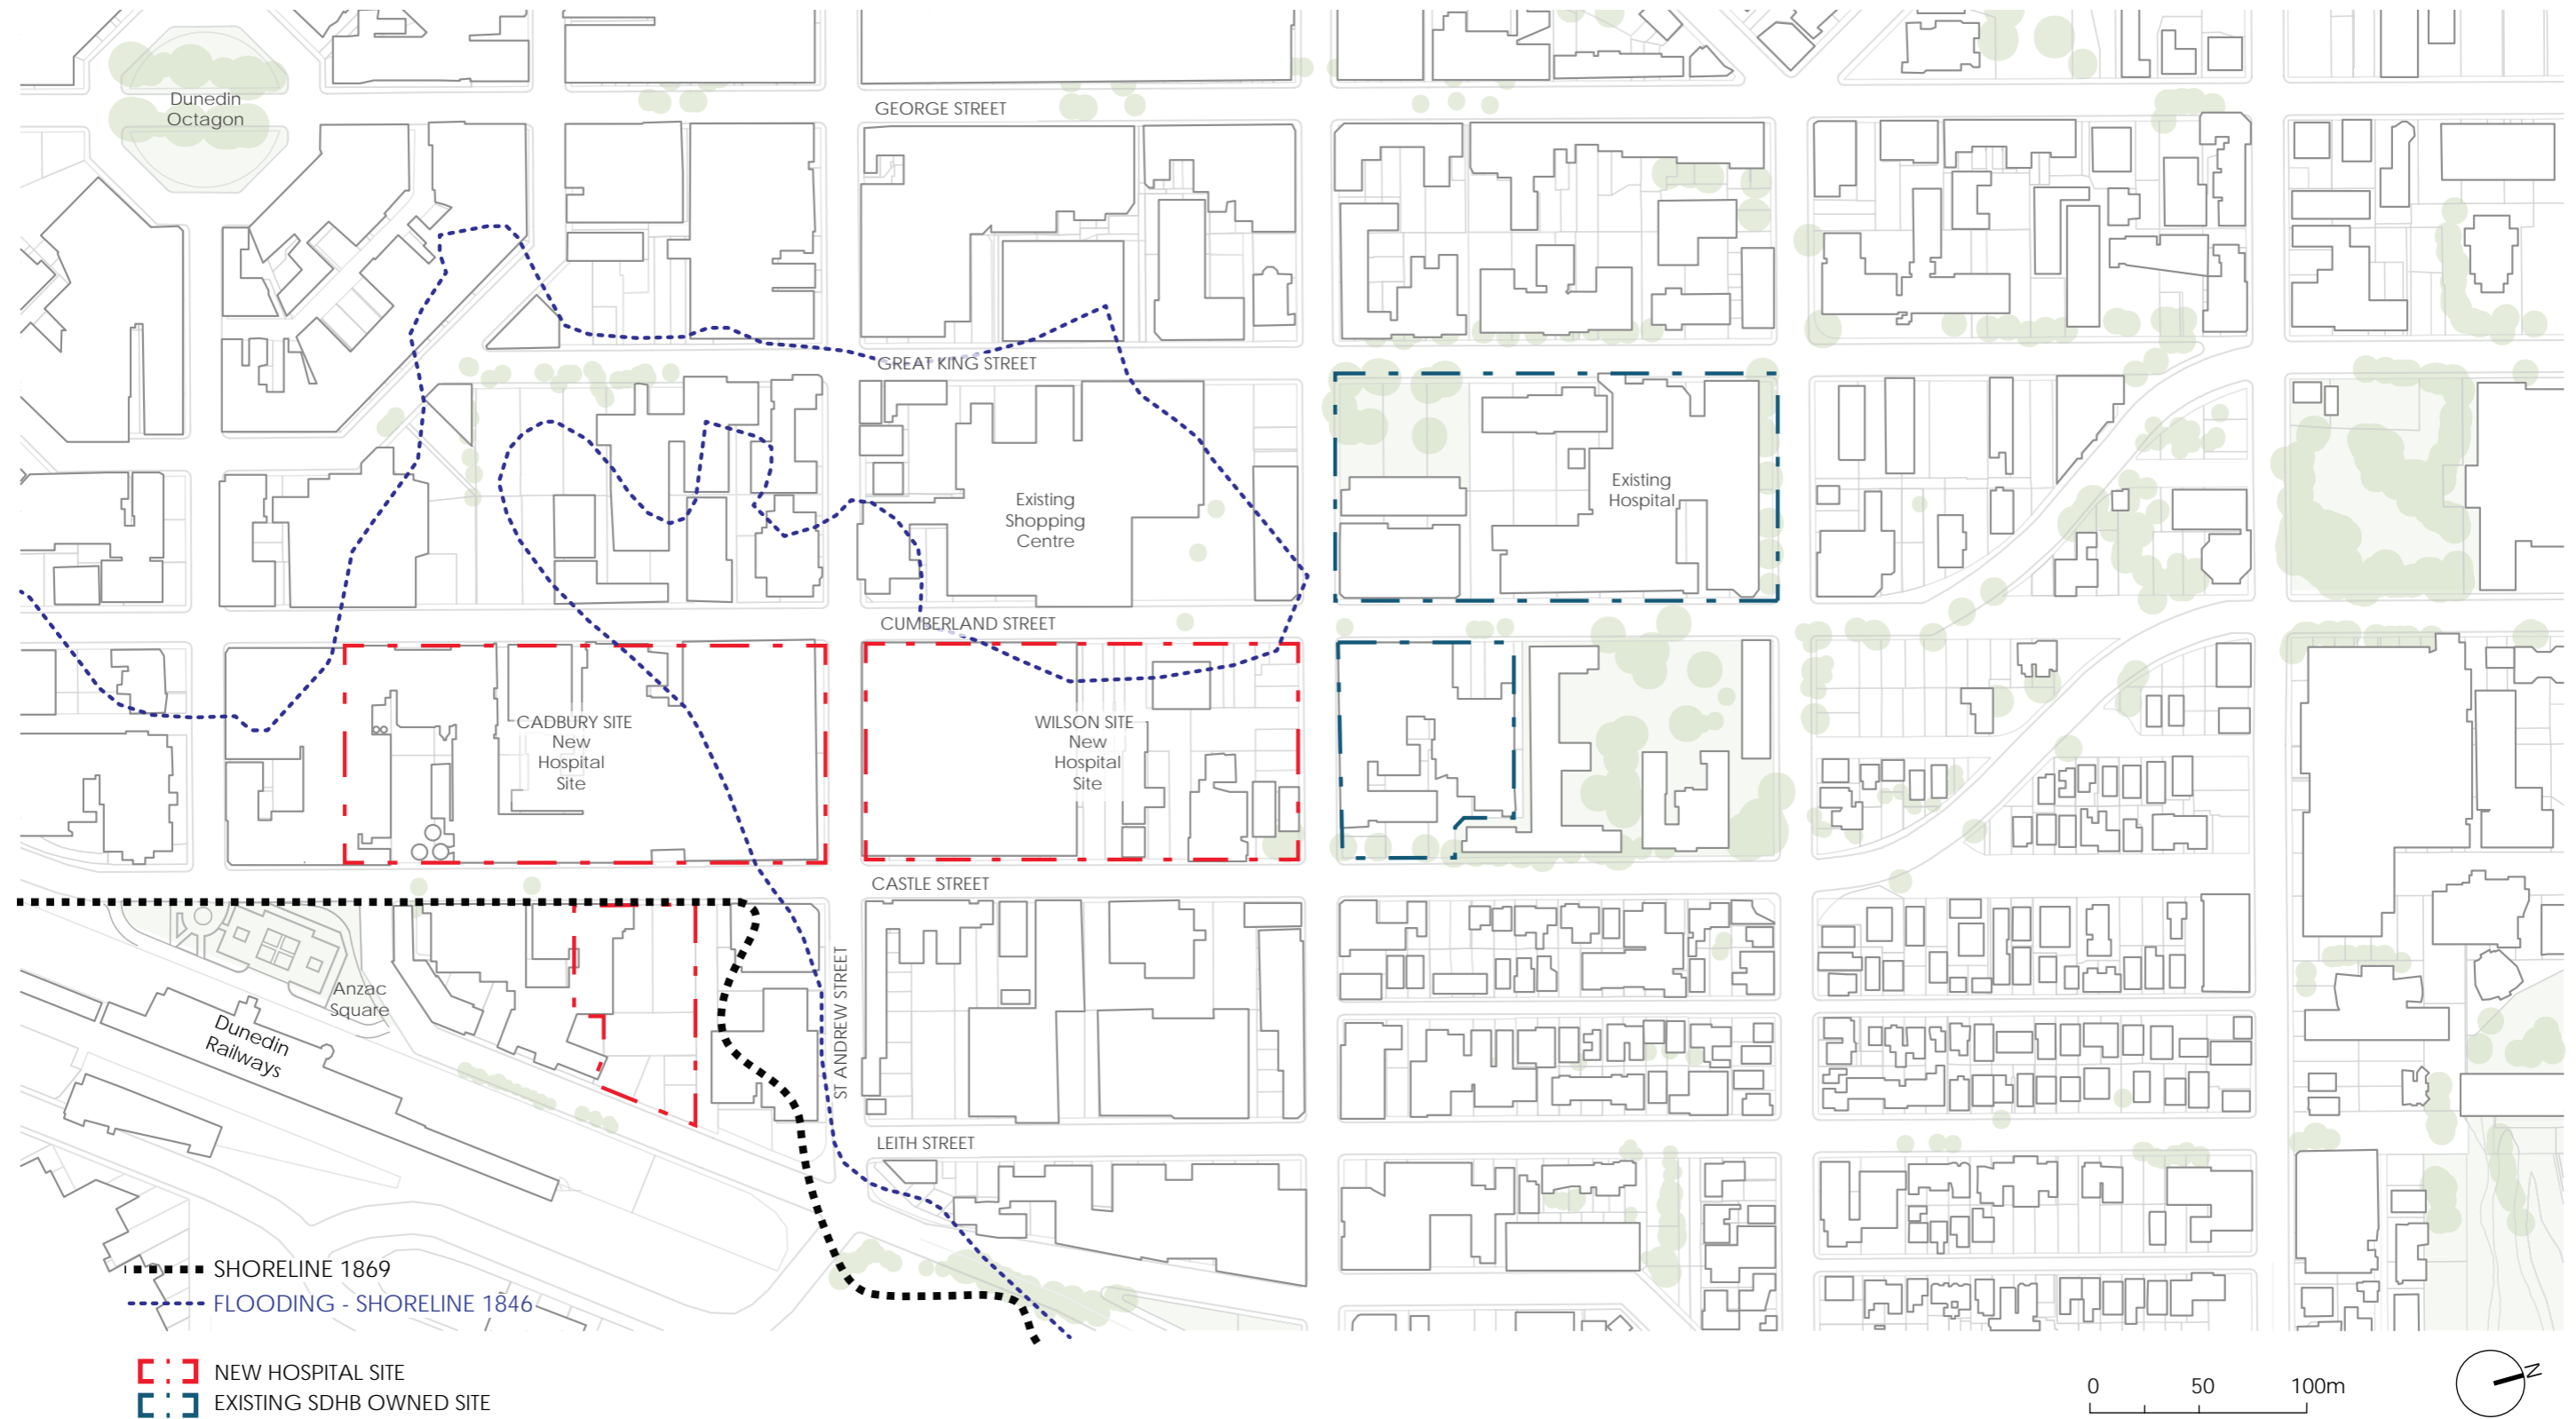 Dunedin
Octagon
GEORGE STREET
GREAT KING STREET
Existing
Shopping
Centre
Existing
Hospital
CUMBERLAND STREET
CADBURY SITE
New
Hospital
Site
WILSON SITE
New
Hospital
Site
CASTLE STREET
Anzac
Square
Dunedin
Railways
ST ANDREW STREET
LEITH STREET
SHORELINE 1869
FLOODING - SHORELINE 1846
NEW HOSPITAL SITE
EXISTING SDHB OWNED SITE
0 50 100m
N